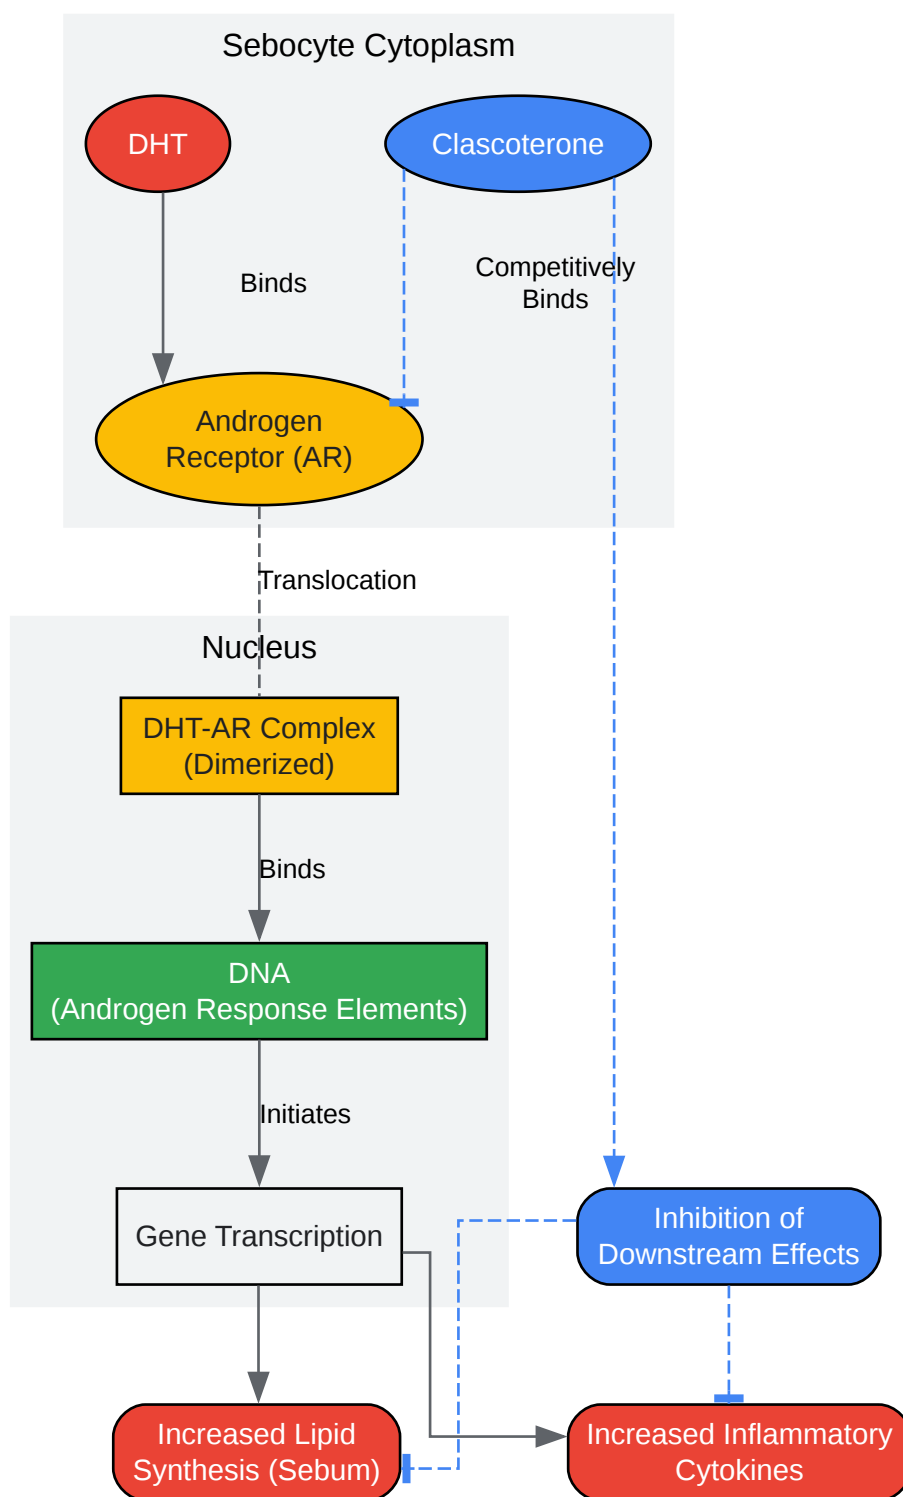 Sebocyte Cytoplasm
DHT
Clascoterone
Binds
Competitively
Binds
Androgen
Receptor (AR)
Translocation
Nucleus
DHT-AR Complex
(Dimerized)
Binds
DNA
(Androgen Response Elements)
Initiates
Gene Transcription
Inhibition of
Downstream Effects
Increased Lipid
Synthesis (Sebum)
Increased Inflammatory
Cytokines